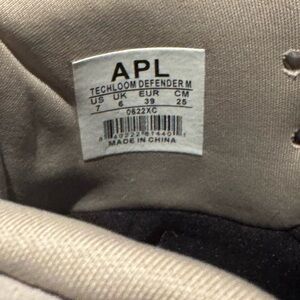 APL
TECHLOOM DEFENDER M
US UK EUR CM
7 6 39 25
0622XC
MADE IN CHINA